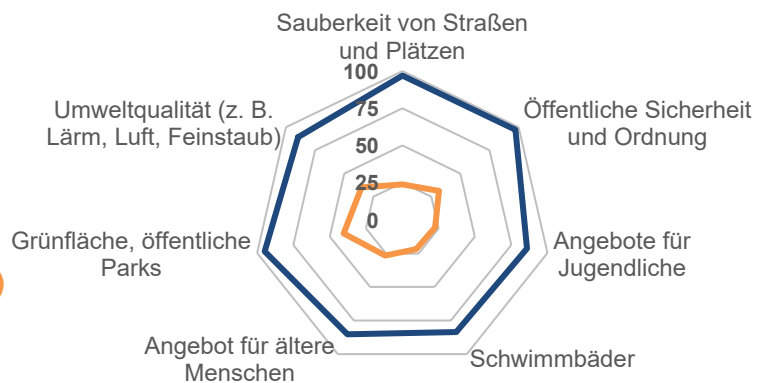 Sauberkeit von Straßen
und Plätzen
100
75
50
25
0
Öffentliche Sicherheit
und Ordnung
Angebote für
Jugendliche
Schwimmbäder
Angebot für ältere
Menschen
Grünfläche, öffentliche
Parks
Umweltqualität (z. B.
Lärm, Luft, Feinstaub)